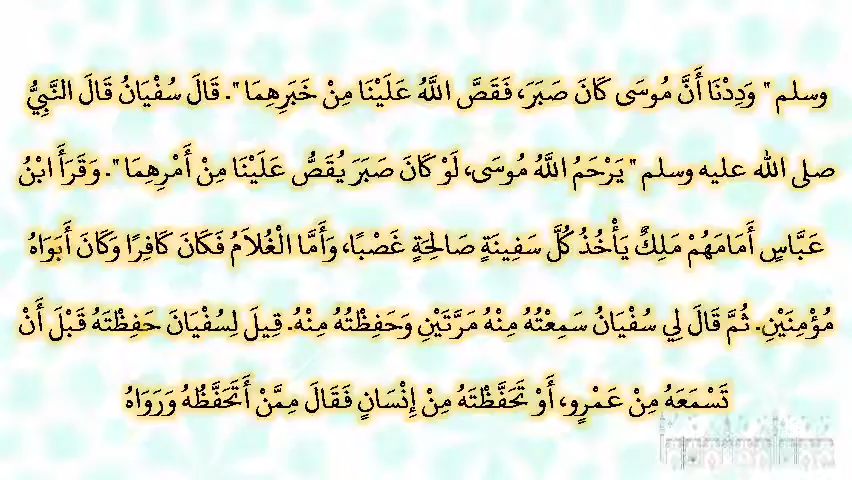 وسلم " وَدِدْنَا أَنَّ مُوسَى كَانَ صَبَرَ، فَقَصَّ اللَّهُ عَلَيْنَا مِنْ خَبَرِهِمَا ". قَالَ سُفْيَانُ قَالَ النَّبِيُّ
صلى الله عليه وسلم " يَرْحَمُ اللَّهُ مُوسَى، لَوْ كَانَ صَبَرَ يُقَصُّ عَلَيْنَا مِنْ أَمْرِهِمَا ". وَقَرَأَ ابْنُ
عَبَّاسٍ أَمَامَهُمْ مَلِكٌ يَأْخُذُ كُلَّ سَفِينَةٍ صَالِحَةٍ غَصْبًا، وَأَمَّا الْغُلاَمُ فَكَانَ كَافِرًا وَكَانَ أَبَوَاهُ
مُؤْمِنَيْنِ. ثُمَّ قَالَ لِي سُفْيَانُ سَمِعْتُهُ مِنْهُ مَرَّتَيْنِ وَحَفِظْتُهُ مِنْهُ. قِيلَ لِسُفْيَانَ حَفِظْتَهُ قَبْلَ أَنْ
تَسْمَعَهُ مِنْ عَمْرٍو، أَوْ تَحَفَّظْتَهُ مِنْ إِنْسَانٍ فَقَالَ مِمَّنْ أَتَحَفَّظُهُ وَرَوَاهُ